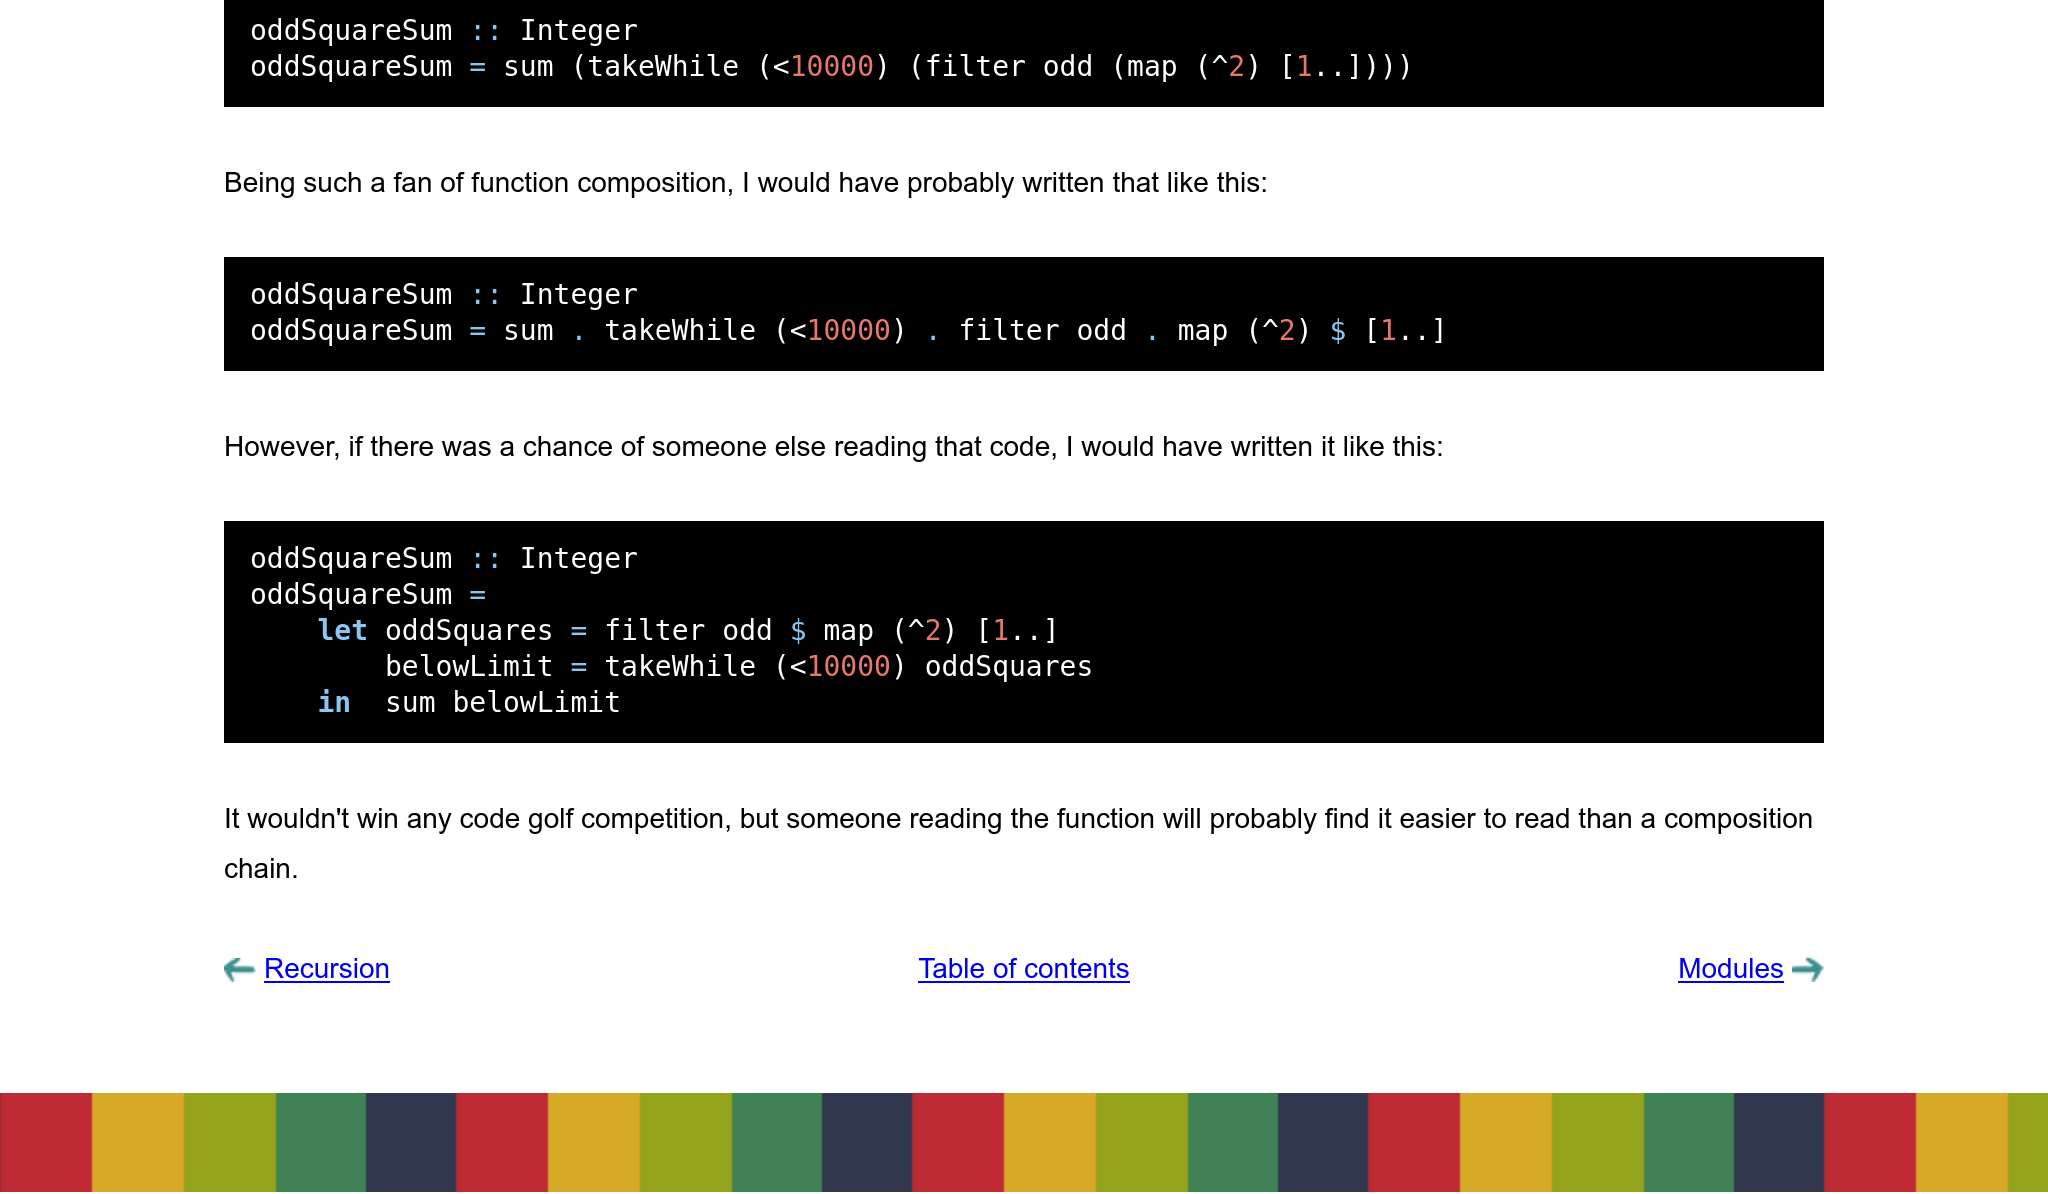 oddSquareSum :: Integer
oddSquareSum = sum (takeWhile (<10000) (filter odd (map (^2) [1..])))
Being such a fan of function composition, I would have probably written that like this:
oddSquareSum :: Integer
oddSquareSum = sum . takeWhile (<10000) . filter odd . map (^2) $ [1..]
However, if there was a chance of someone else reading that code, I would have written it like this:
oddSquareSum :: Integer
oddSquareSum =
    let oddSquares = filter odd $ map (^2) [1..]
        belowLimit = takeWhile (<10000) oddSquares
    in  sum belowLimit
It wouldn't win any code golf competition, but someone reading the function will probably find it easier to read than a composition
chain.
Recursion Table of contents Modules